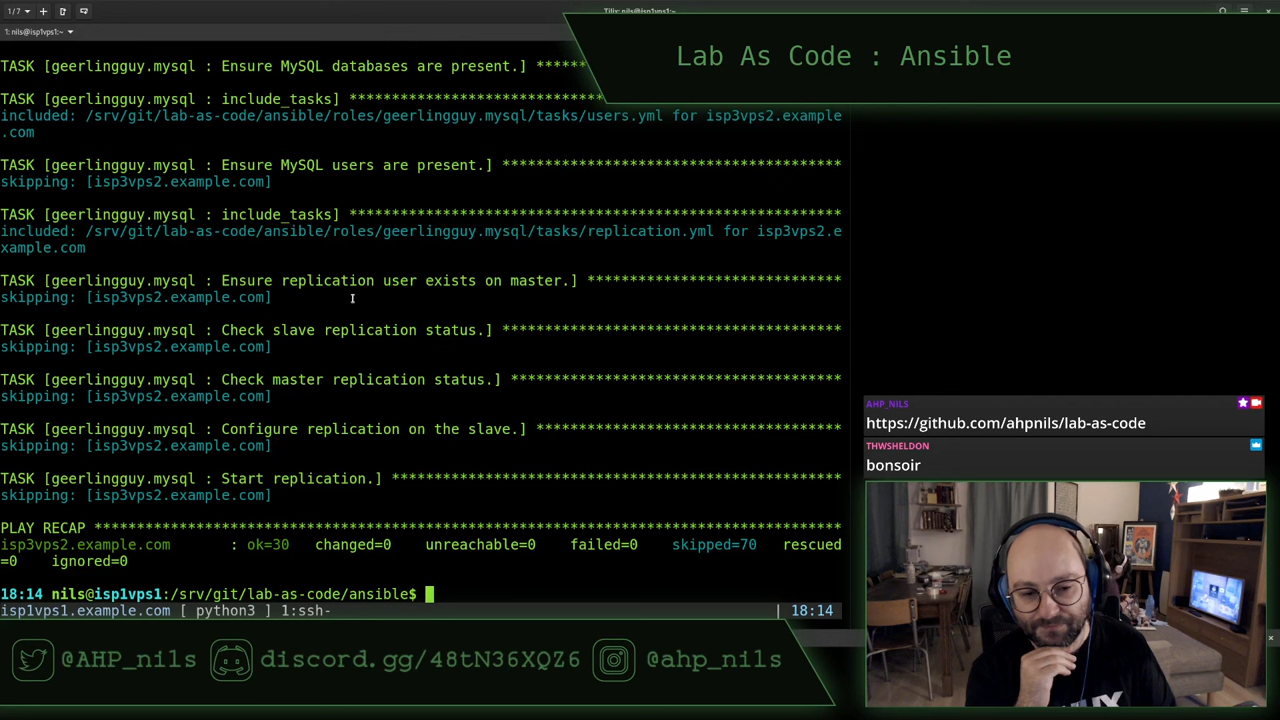 1/7
Tilix: nils@isp1vps1:~
1: nils@isp1vps1:~
Lab As Code : Ansible
TASK [geerlingguy.mysql : Ensure MySQL databases are present.] *****
TASK [geerlingguy.mysql : include_tasks] ******************************
included: /srv/git/lab-as-code/ansible/roles/geerlingguy.mysql/tasks/users.yml for isp3vps2.example
.com
TASK [geerlingguy.mysql : Ensure MySQL users are present.] ****************************************
skipping: [isp3vps2.example.com]
TASK [geerlingguy.mysql : include_tasks] **********************************************************
included: /srv/git/lab-as-code/ansible/roles/geerlingguy.mysql/tasks/replication.yml for isp3vps2.e
xample.com
TASK [geerlingguy.mysql : Ensure replication user exists on master.] ******************************
skipping: [isp3vps2.example.com]
TASK [geerlingguy.mysql : Check slave replication status.] ****************************************
skipping: [isp3vps2.example.com]
TASK [geerlingguy.mysql : Check master replication status.] ***************************************
skipping: [isp3vps2.example.com]
TASK [geerlingguy.mysql : Configure replication on the slave.] ************************************
skipping: [isp3vps2.example.com]
TASK [geerlingguy.mysql : Start replication.] *****************************************************
skipping: [isp3vps2.example.com]
PLAY RECAP ****************************************************************************************
isp3vps2.example.com       : ok=30   changed=0    unreachable=0    failed=0    skipped=70   rescued
=0    ignored=0
18:14 nils@isp1vps1:/srv/git/lab-as-code/ansible$
isp1vps1.example.com [ python3 ] 1:ssh- | 18:14
AHP_NILS
https://github.com/ahpnils/lab-as-code
THWSHELDON
bonsoir
@AHP_nils discord.gg/48tN36XQZ6 @ahp_nils